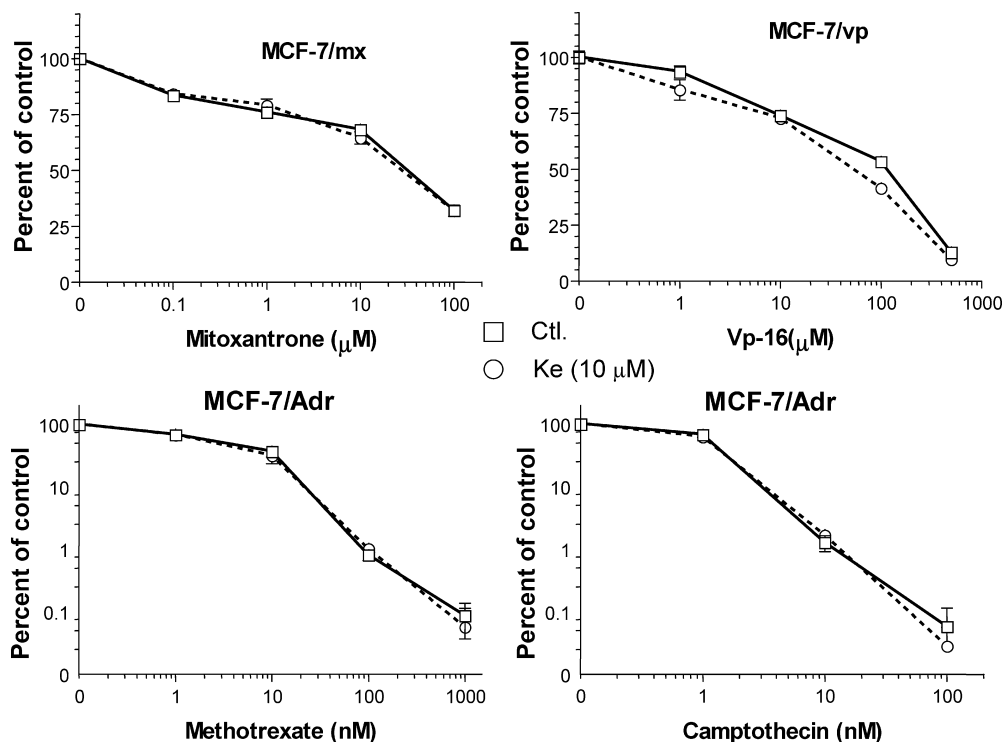 MCF-7/mx
Percent of control
100
75
50
25
0
0 0.1 1 10 100
Mitoxantrone (μM)
MCF-7/vp
Percent of control
100
75
50
25
0
0 1 10 100 1000
Vp-16(μM)
Ctl.
Ke (10 μM)
MCF-7/Adr
Percent of control
100
10
1
0.1
0
0 1 10 100 1000
Methotrexate (nM)
MCF-7/Adr
Percent of control
100
10
1
0.1
0
0 1 10 100
Camptothecin (nM)